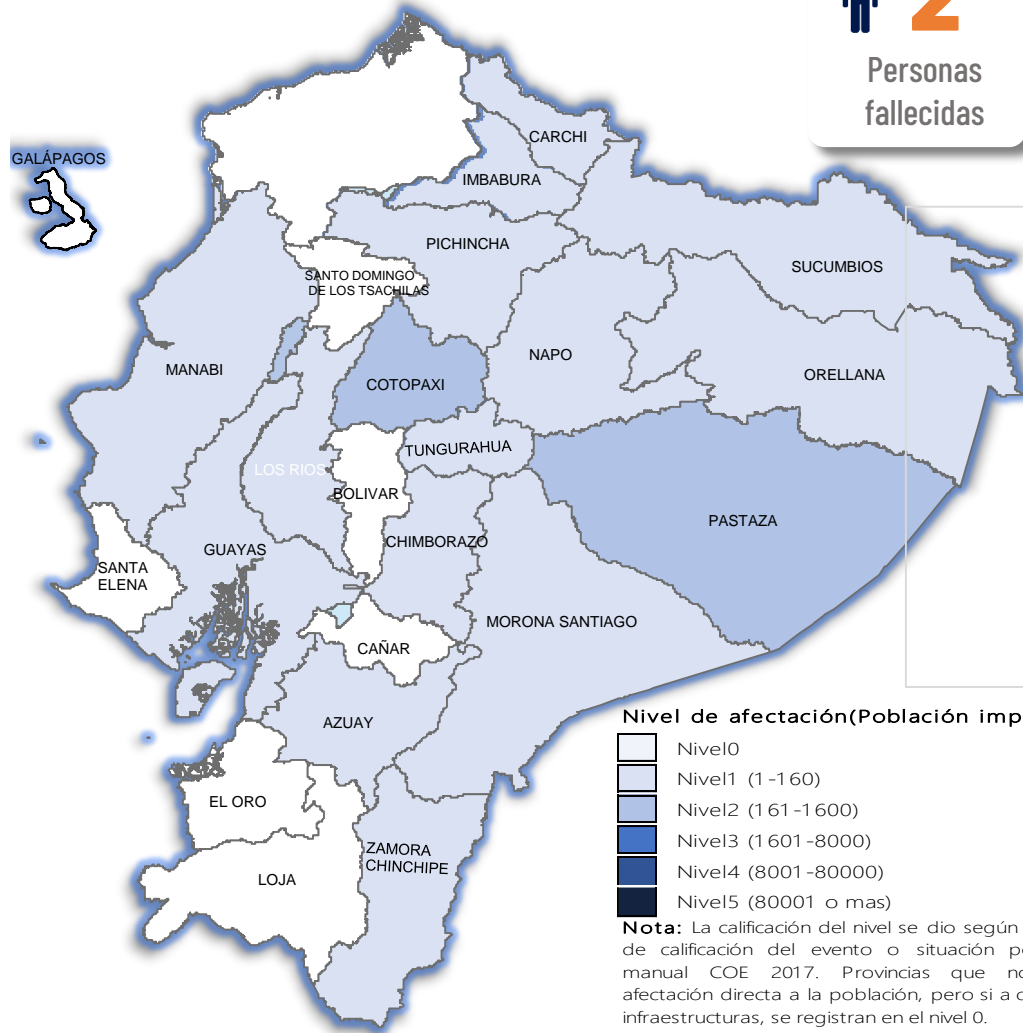 2
Personas
fallecidas
GALÁPAGOS
CARCHI
IMBABURA
PICHINCHA
SUCUMBIOS
SANTO DOMINGO
DE LOS TSACHILAS
MANABI
NAPO
ORELLANA
COTOPAXI
TUNGURAHUA
LOS RIOS
BOLIVAR
PASTAZA
CHIMBORAZO
GUAYAS
SANTA
ELENA
MORONA SANTIAGO
CAÑAR
AZUAY
EL ORO
ZAMORA
CHINCHIPE
LOJA
Nivel de afectación(Población imp
Nivel0
Nivel1 (1-160)
Nivel2 (161-1600)
Nivel3 (1601-8000)
Nivel4 (8001-80000)
Nivel5 (80001 o mas)
Nota: La calificación del nivel se dio según
de calificación del evento o situación pe
manual COE 2017. Provincias que no
afectación directa a la población, pero si a
infraestructuras, se registran en el nivel 0.